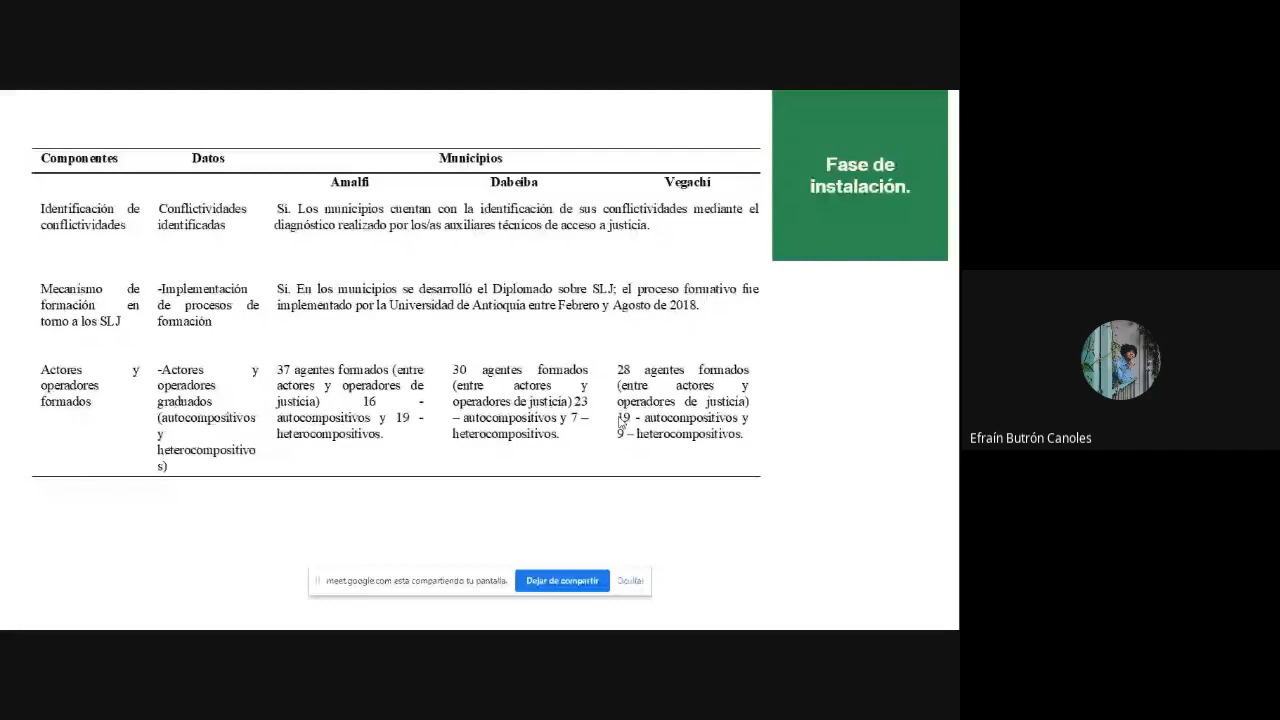 Componentes Datos Municipios
Amalfi Dabeiba Vegachí
Identificación de conflictividades
Conflictividades identificadas
Si. Los municipios cuentan con la identificación de sus conflictividades mediante el
diagnóstico realizado por los/as auxiliares técnicos de acceso a justicia.
Mecanismo de
formación en
torno a los SLJ
-Implementación
de procesos de
formación
Si. En los municipios se desarrolló el Diplomado sobre SLJ; el proceso formativo fue
implementado por la Universidad de Antioquia entre Febrero y Agosto de 2018.
Actores y
operadores
formados
-Actores y
operadores
graduados
(autocompositivos
y
heterocompositivo
s)
37 agentes formados (entre
actores y operadores de
justicia) 16 -
autocompositivos y 19 -
heterocompositivos.
30 agentes formados
(entre actores y
operadores de justicia) 23
– autocompositivos y 7 –
heterocompositivos.
28 agentes formados
(entre actores y
operadores de justicia)
19 - autocompositivos y
9 – heterocompositivos.
Fase de
instalación.
meet.google.com está compartiendo tu pantalla.
Dejar de compartir
Ocultar
Efraín Butrón Canoles